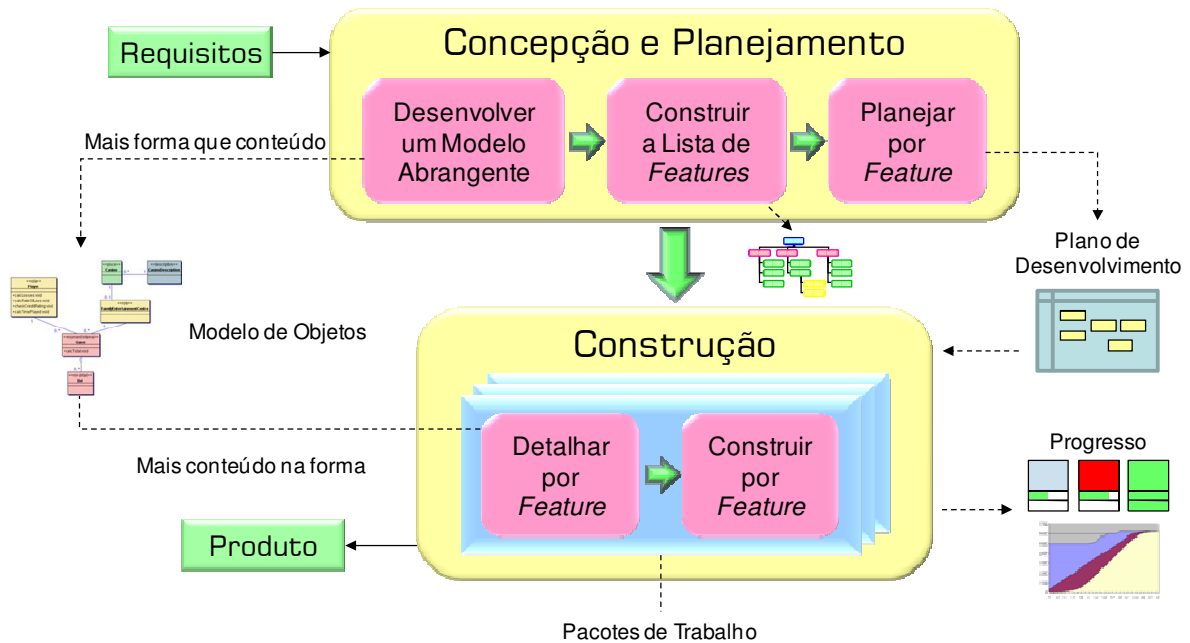 Requisitos
Concepção e Planejamento
Desenvolver
um Modelo
Abrangente
Construir
a Lista de
Features
Planejar
por
Feature
Mais forma que conteúdo
Plano de
Desenvolvimento
Modelo de Objetos
Construção
Detalhar
por
Feature
Construir
por
Feature
Mais conteúdo na forma
Progresso
Produto
Pacotes de Trabalho